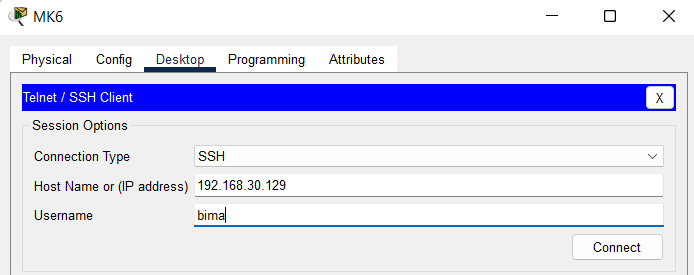 MK6
Physical Config Desktop Programming Attributes
Telnet / SSH Client X
Session Options
Connection Type SSH
Host Name or (IP address) 192.168.30.129
Username bima
Connect